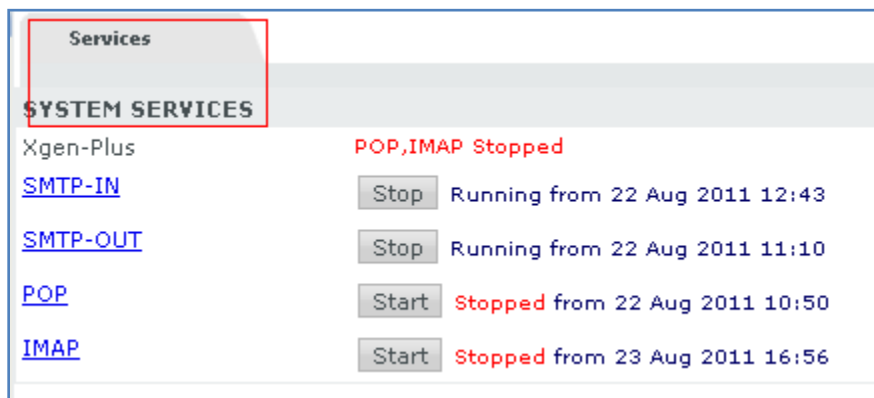 Services
SYSTEM SERVICES
Xgen-Plus POP,IMAP Stopped
SMTP-IN Stop Running from 22 Aug 2011 12:43
SMTP-OUT Stop Running from 22 Aug 2011 11:10
POP Start Stopped from 22 Aug 2011 10:50
IMAP Start Stopped from 23 Aug 2011 16:56